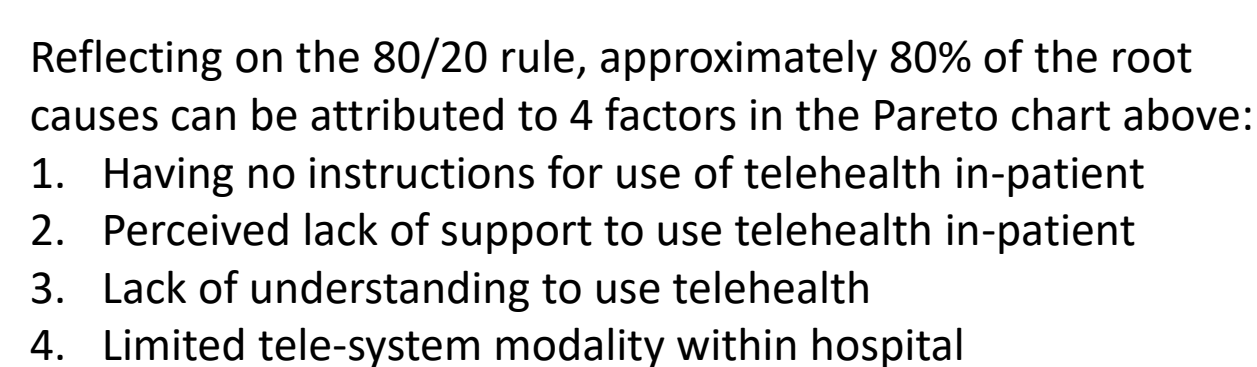 Reflecting on the 80/20 rule, approximately 80% of the root
causes can be attributed to 4 factors in the Pareto chart above:
1. Having no instructions for use of telehealth in-patient
2. Perceived lack of support to use telehealth in-patient
3. Lack of understanding to use telehealth
4. Limited tele-system modality within hospital